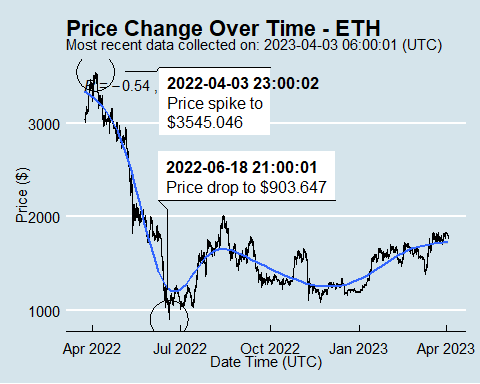 Price Change Over Time - ETH
Most recent data collected on: 2023-04-03 06:00:01 (UTC)
= −0.54 ,
2022-04-03 23:00:02
Price spike to
$3545.046
2022-06-18 21:00:01
Price drop to $903.647
Price ($)
3000
2000
1000
Apr 2022 Jul 2022 Oct 2022 Jan 2023 Apr 2023
Date Time (UTC)